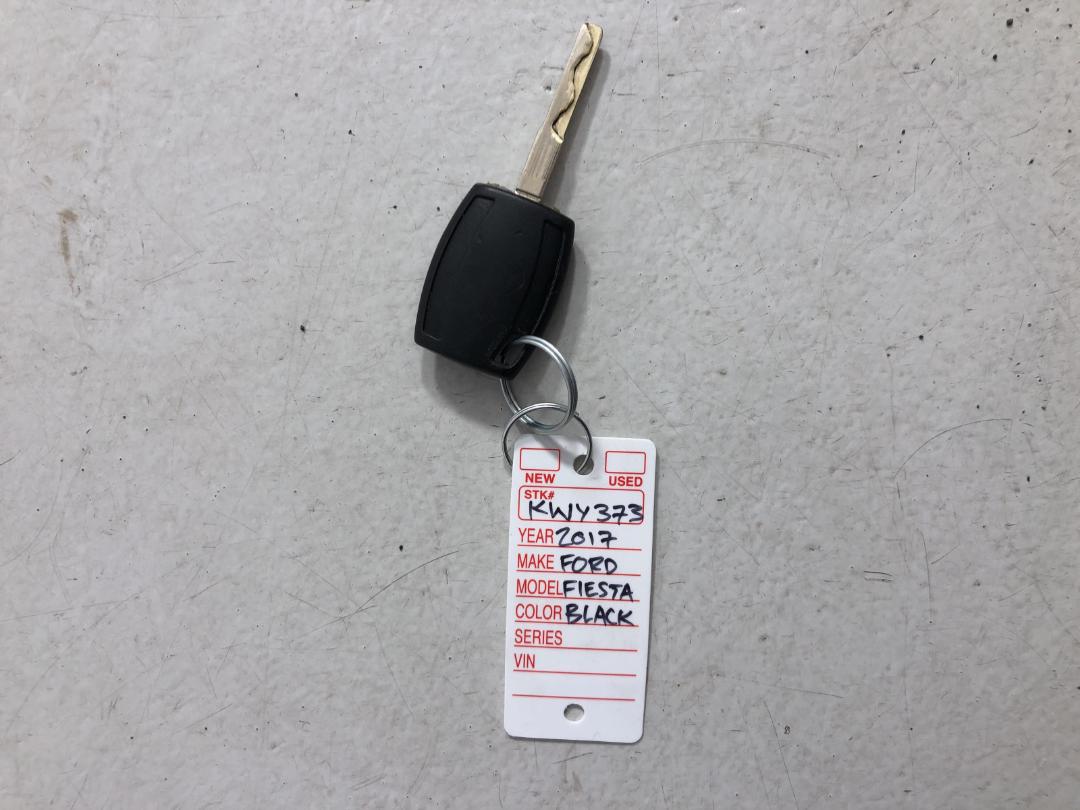 NEW USED
STK#
KWY373
YEAR 2017
MAKE FORD
MODEL FIESTA
COLOR BLACK
SERIES
VIN